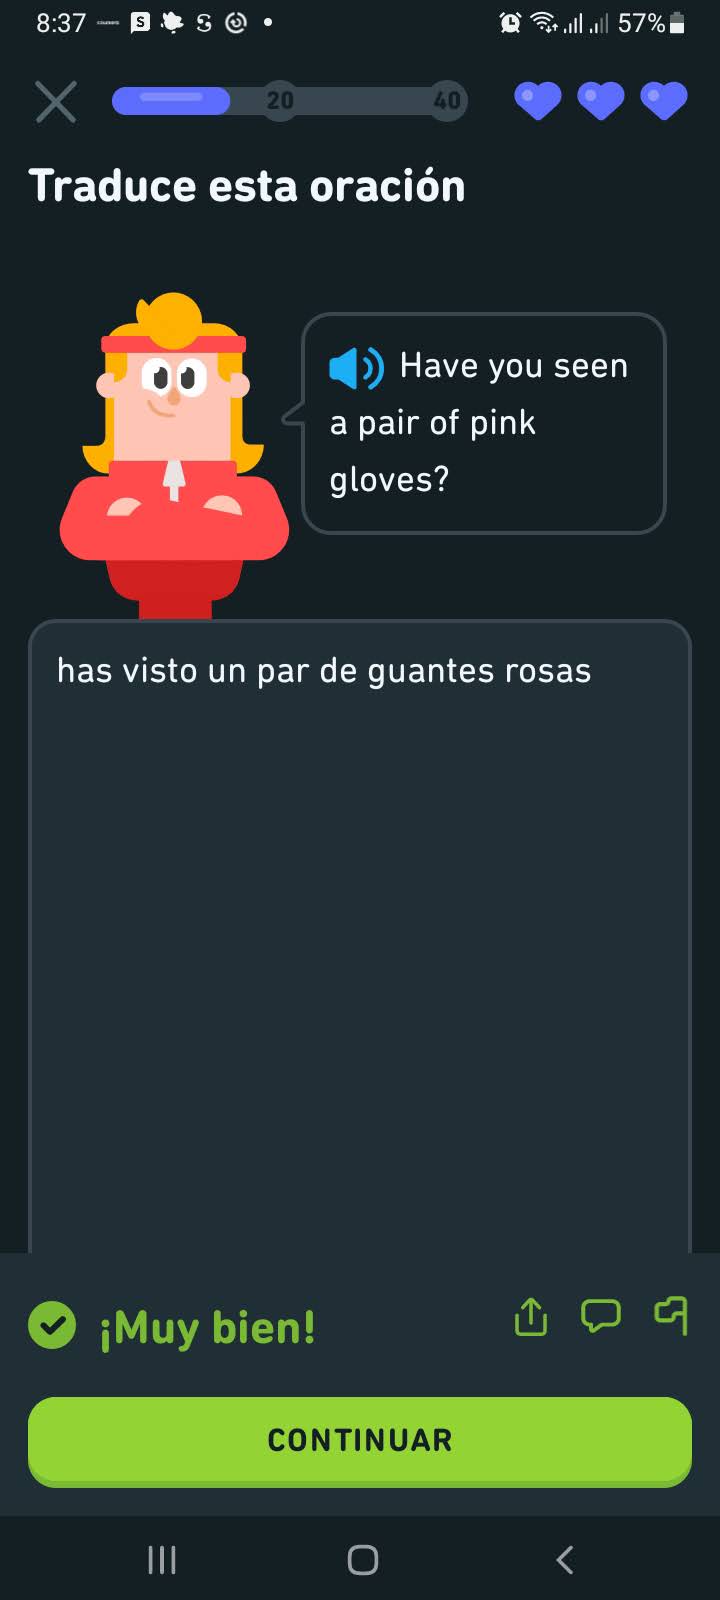 8:37 S 57%
20 40
Traduce esta oración
Have you seen
a pair of pink
gloves?
has visto un par de guantes rosas
¡Muy bien!
CONTINUAR